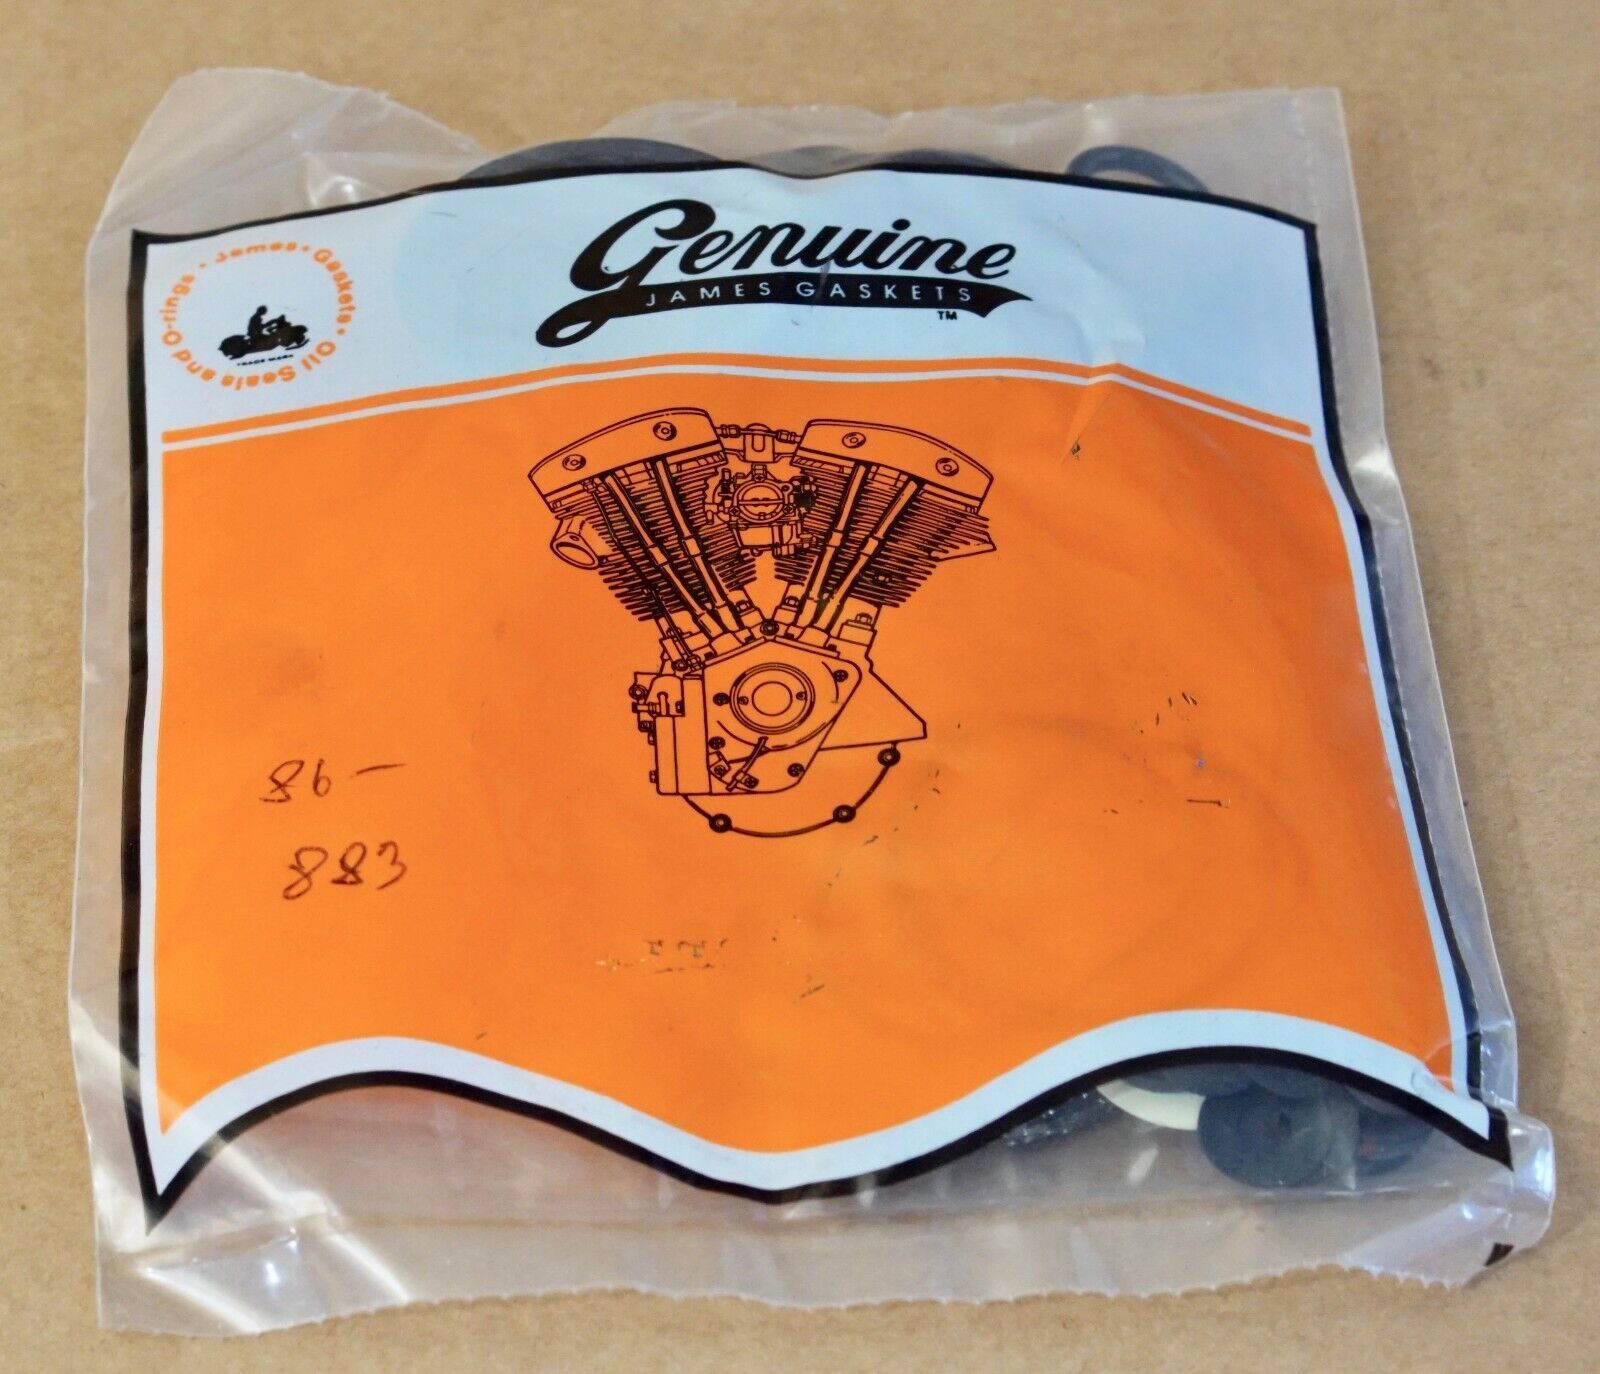 James • Gaskets • Oil Seals and O-rings •
TRADE MARK
Genuine
JAMES GASKETS
TM
86-
883